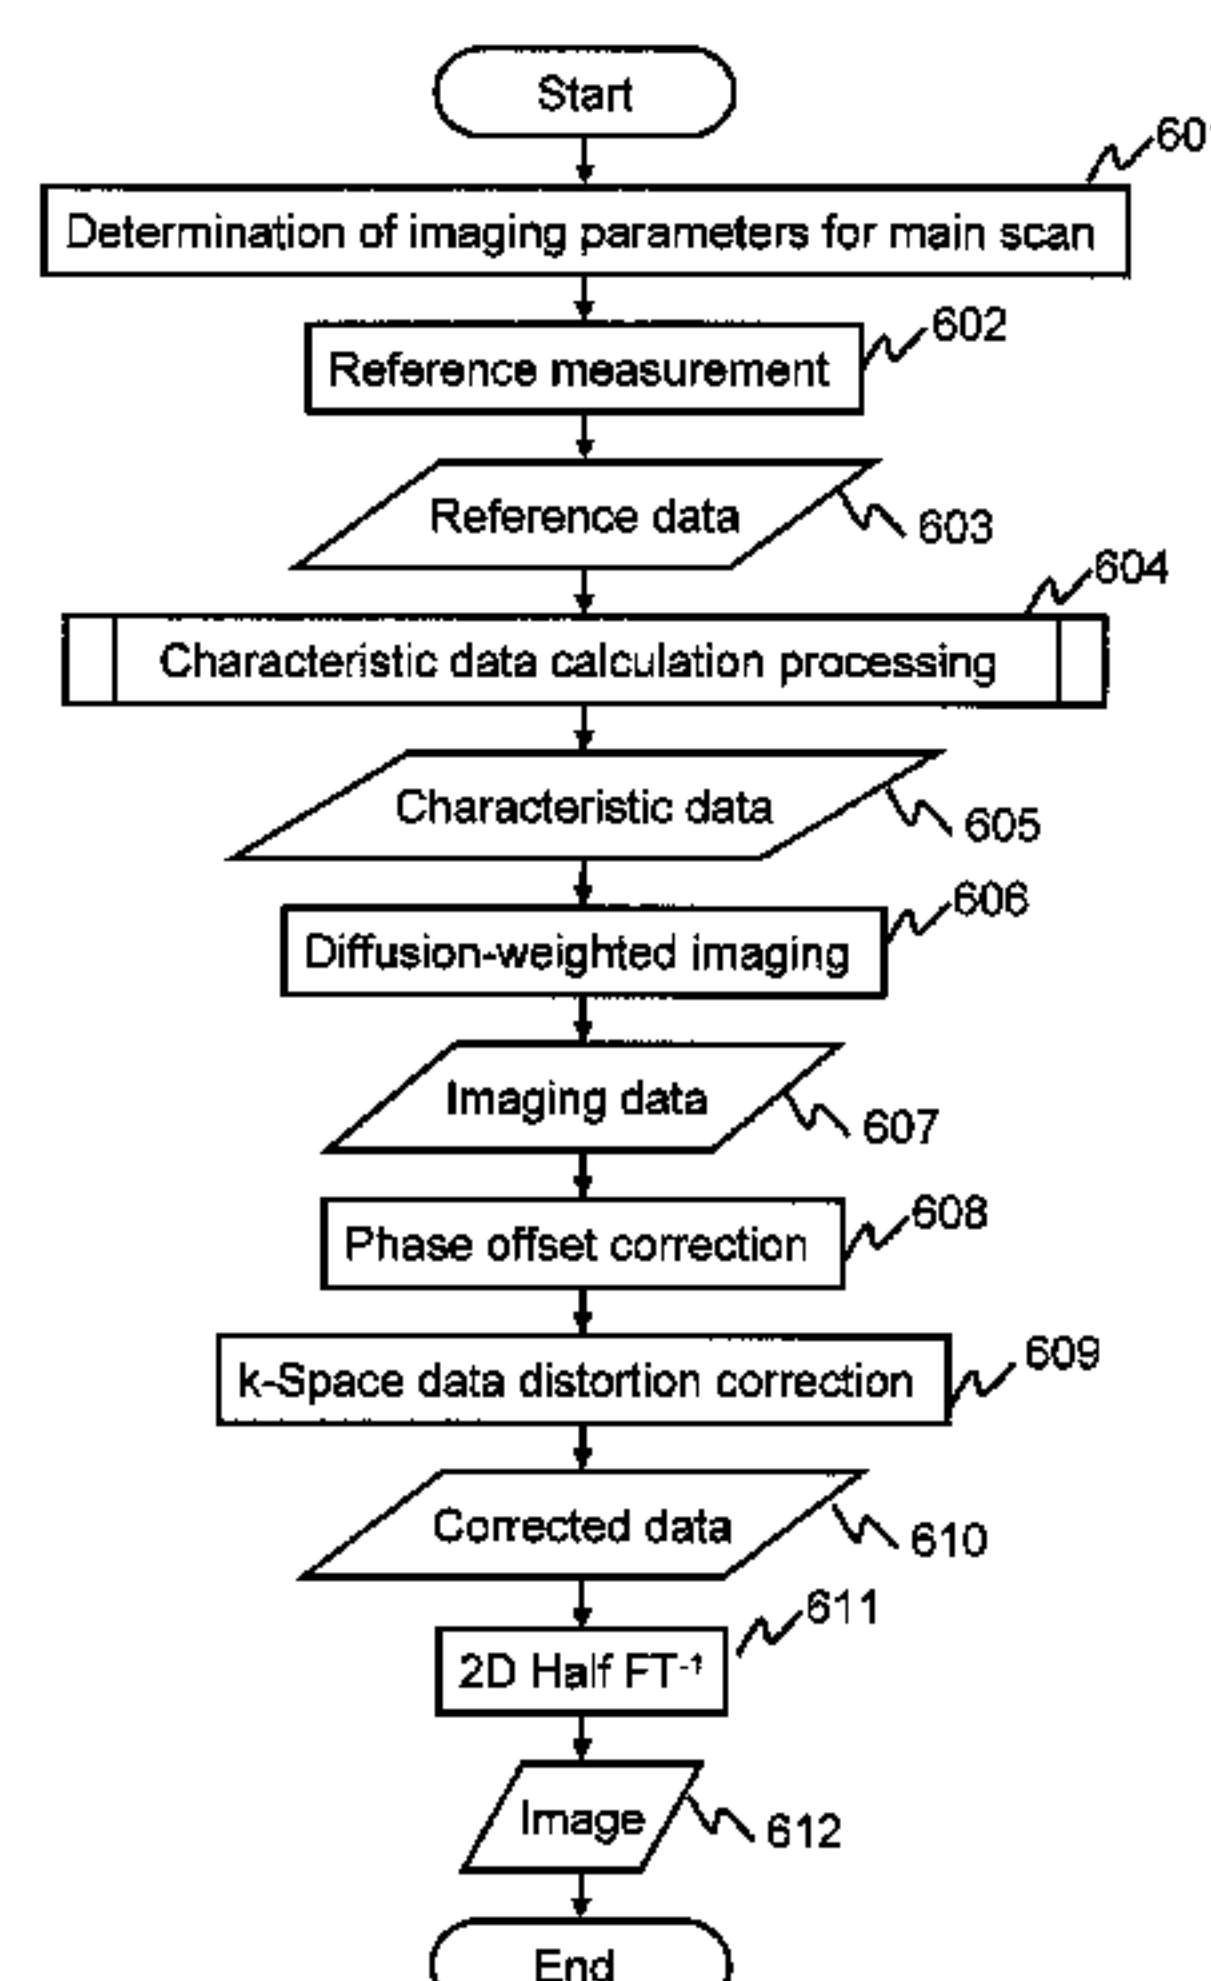 Start
Determination of imaging parameters for main scan
602
Reference measurement
Reference data
603
604
Characteristic data calculation processing
Characteristic data
605
606
Diffusion-weighted imaging
Imaging data
607
608
Phase offset correction
609
k-Space data distortion correction
Corrected data
610
611
2D Half FT⁻¹
Image
612
End